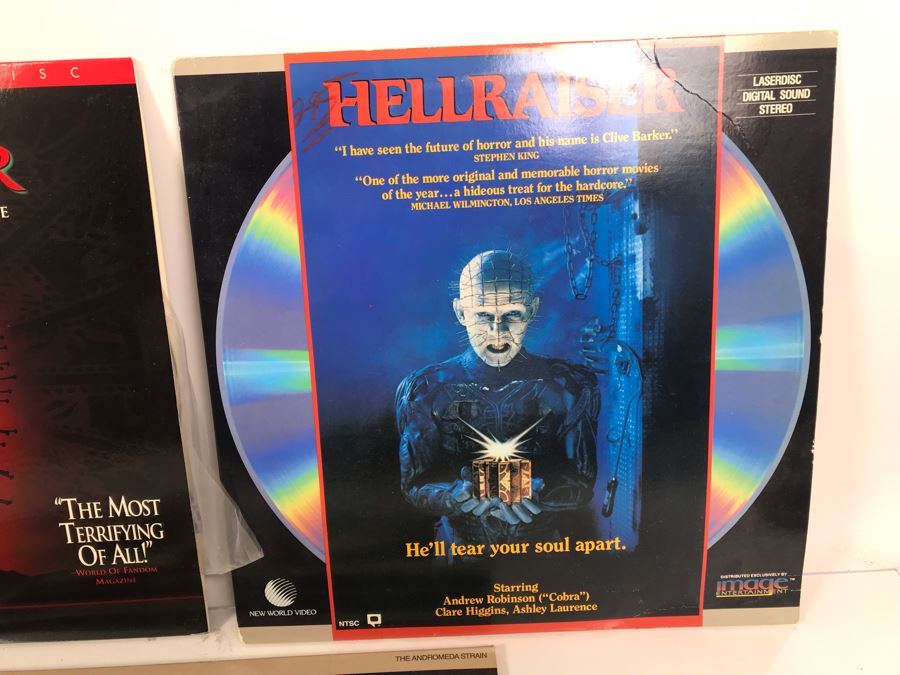 ISC
R
E
"THE MOST
TERRIFYING
OF ALL!"
-WORLD OF FANDOM
MAGAZINE
HELLRAISER
LASERDISC
DIGITAL SOUND
STEREO
"I have seen the future of horror and his name is Clive Barker."
STEPHEN KING
"One of the more original and memorable horror movies
of the year...a hideous treat for the hardcore."
MICHAEL WILMINGTON, LOS ANGELES TIMES
He'll tear your soul apart.
Starring
Andrew Robinson ("Cobra")
Clare Higgins, Ashley Laurence
NEW WORLD VIDEO
NTSC
DISTRIBUTED EXCLUSIVELY BY
image™
ENTERTAINMENT
THE ANDROMEDA STRAIN